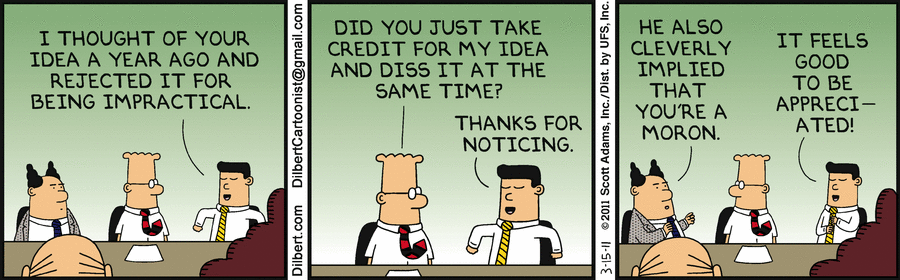 I THOUGHT OF YOUR
IDEA A YEAR AGO AND
REJECTED IT FOR
BEING IMPRACTICAL.
Dilbert.com DilbertCartoonist@gmail.com
DID YOU JUST TAKE
CREDIT FOR MY IDEA
AND DISS IT AT THE
SAME TIME?
THANKS FOR
NOTICING.
3-15-11 ©2011 Scott Adams, Inc./Dist. by UFS, Inc.
HE ALSO
CLEVERLY
IMPLIED
THAT
YOU'RE A
MORON.
IT FEELS
GOOD
TO BE
APPRECI–
ATED!